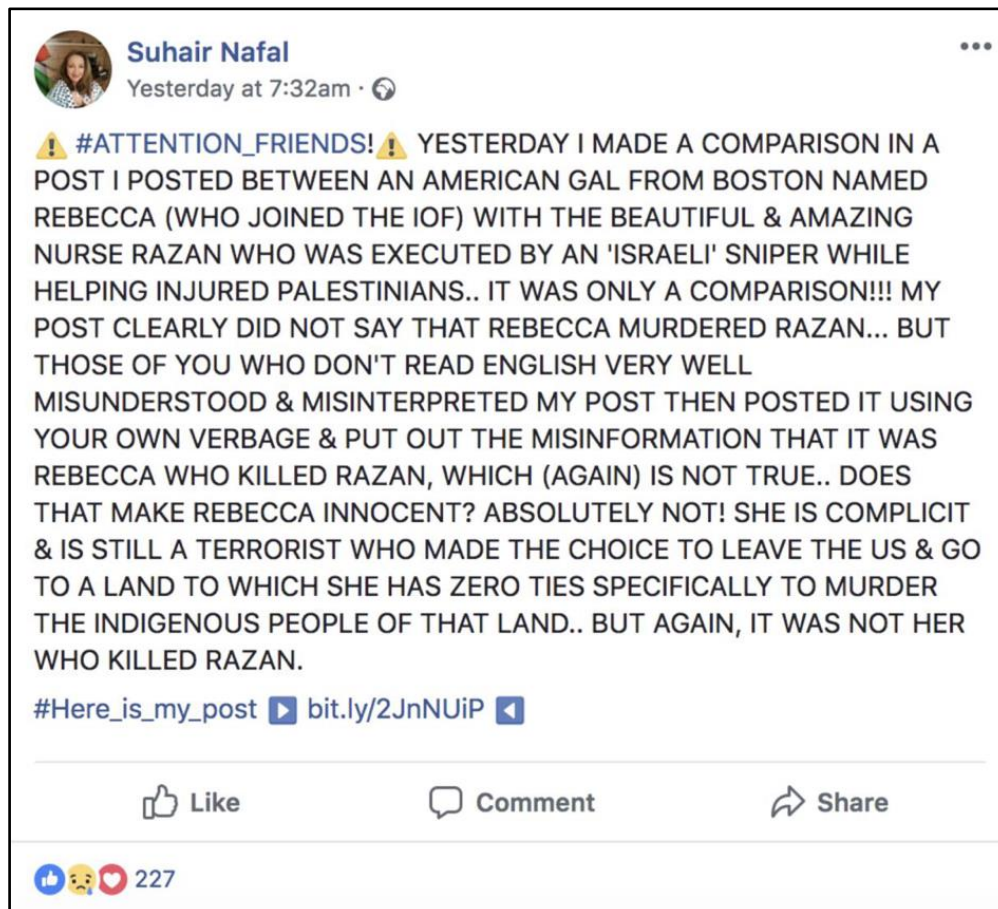 Suhair Nafal
Yesterday at 7:32am ·
⚠️ #ATTENTION_FRIENDS!⚠️ YESTERDAY I MADE A COMPARISON IN A
POST I POSTED BETWEEN AN AMERICAN GAL FROM BOSTON NAMED
REBECCA (WHO JOINED THE IOF) WITH THE BEAUTIFUL & AMAZING
NURSE RAZAN WHO WAS EXECUTED BY AN 'ISRAELI' SNIPER WHILE
HELPING INJURED PALESTINIANS.. IT WAS ONLY A COMPARISON!!! MY
POST CLEARLY DID NOT SAY THAT REBECCA MURDERED RAZAN... BUT
THOSE OF YOU WHO DON'T READ ENGLISH VERY WELL
MISUNDERSTOOD & MISINTERPRETED MY POST THEN POSTED IT USING
YOUR OWN VERBAGE & PUT OUT THE MISINFORMATION THAT IT WAS
REBECCA WHO KILLED RAZAN, WHICH (AGAIN) IS NOT TRUE.. DOES
THAT MAKE REBECCA INNOCENT? ABSOLUTELY NOT! SHE IS COMPLICIT
& IS STILL A TERRORIST WHO MADE THE CHOICE TO LEAVE THE US & GO
TO A LAND TO WHICH SHE HAS ZERO TIES SPECIFICALLY TO MURDER
THE INDIGENOUS PEOPLE OF THAT LAND.. BUT AGAIN, IT WAS NOT HER
WHO KILLED RAZAN.
#Here_is_my_post ▶️ bit.ly/2JnNUiP ◀️
Like Comment Share
227